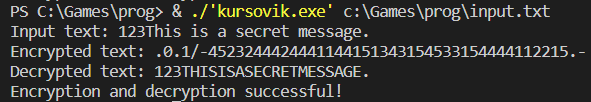 PS C:\Games\prog> & ./'kursovik.exe' c:\Games\prog\input.txt
Input text: 123This is a secret message.
Encrypted text: .0.1/-4523244424441144151343154533154444112215.-
Decrypted text: 123THISISASECRETMESSAGE.
Encryption and decryption successful!